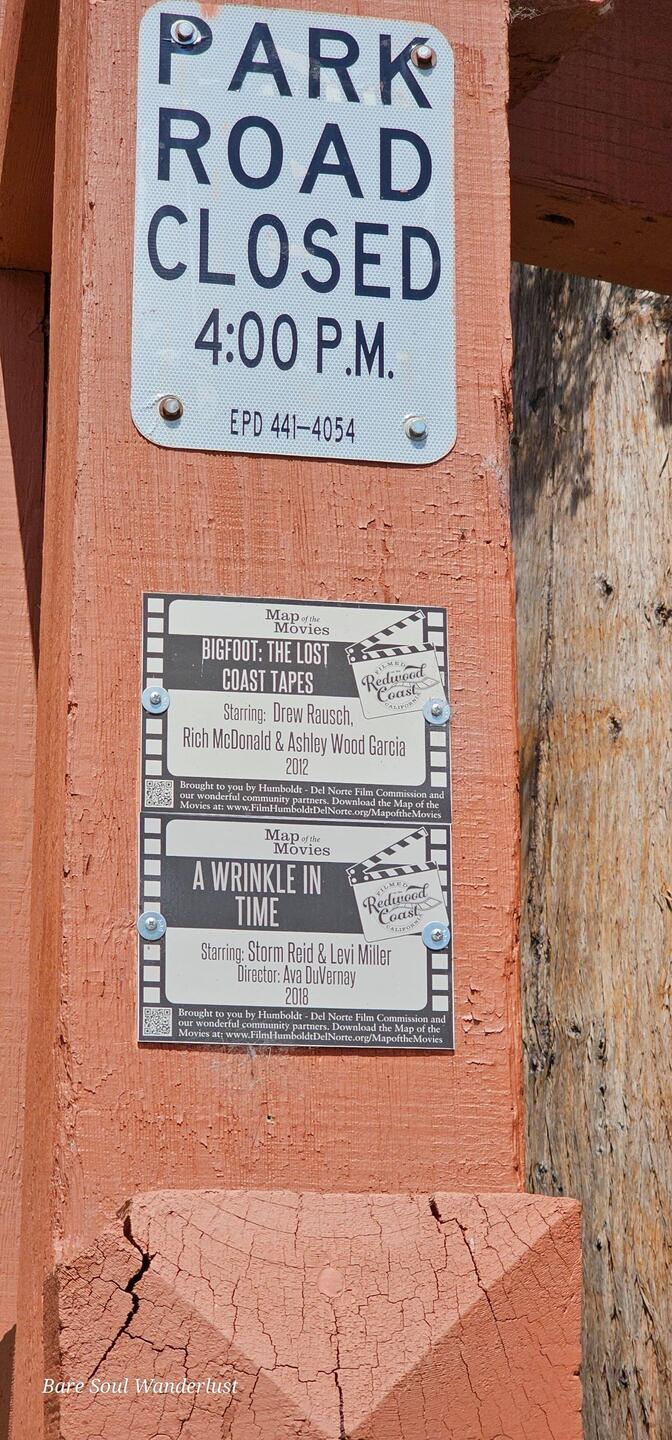 PARK
ROAD
CLOSED
4:00 P.M.
EPD 441-4054
Map of the
Movies
BIGFOOT: THE LOST
COAST TAPES
FILMED
Redwood
Coast
CALIFORNIA
Starring: Drew Rausch,
Rich McDonald & Ashley Wood Garcia
2012
Brought to you by Humboldt - Del Norte Film Commission and
our wonderful community partners. Download the Map of the
Movies at: www.FilmHumboldtDelNorte.org/MapoftheMovies
Map of the
Movies
A WRINKLE IN
TIME
FILMED
Redwood
Coast
CALIFORNIA
Starring: Storm Reid & Levi Miller
Director: Ava DuVernay
2018
Brought to you by Humboldt - Del Norte Film Commission and
our wonderful community partners. Download the Map of the
Movies at: www.FilmHumboldtDelNorte.org/MapoftheMovies
Bare Soul Wanderlust